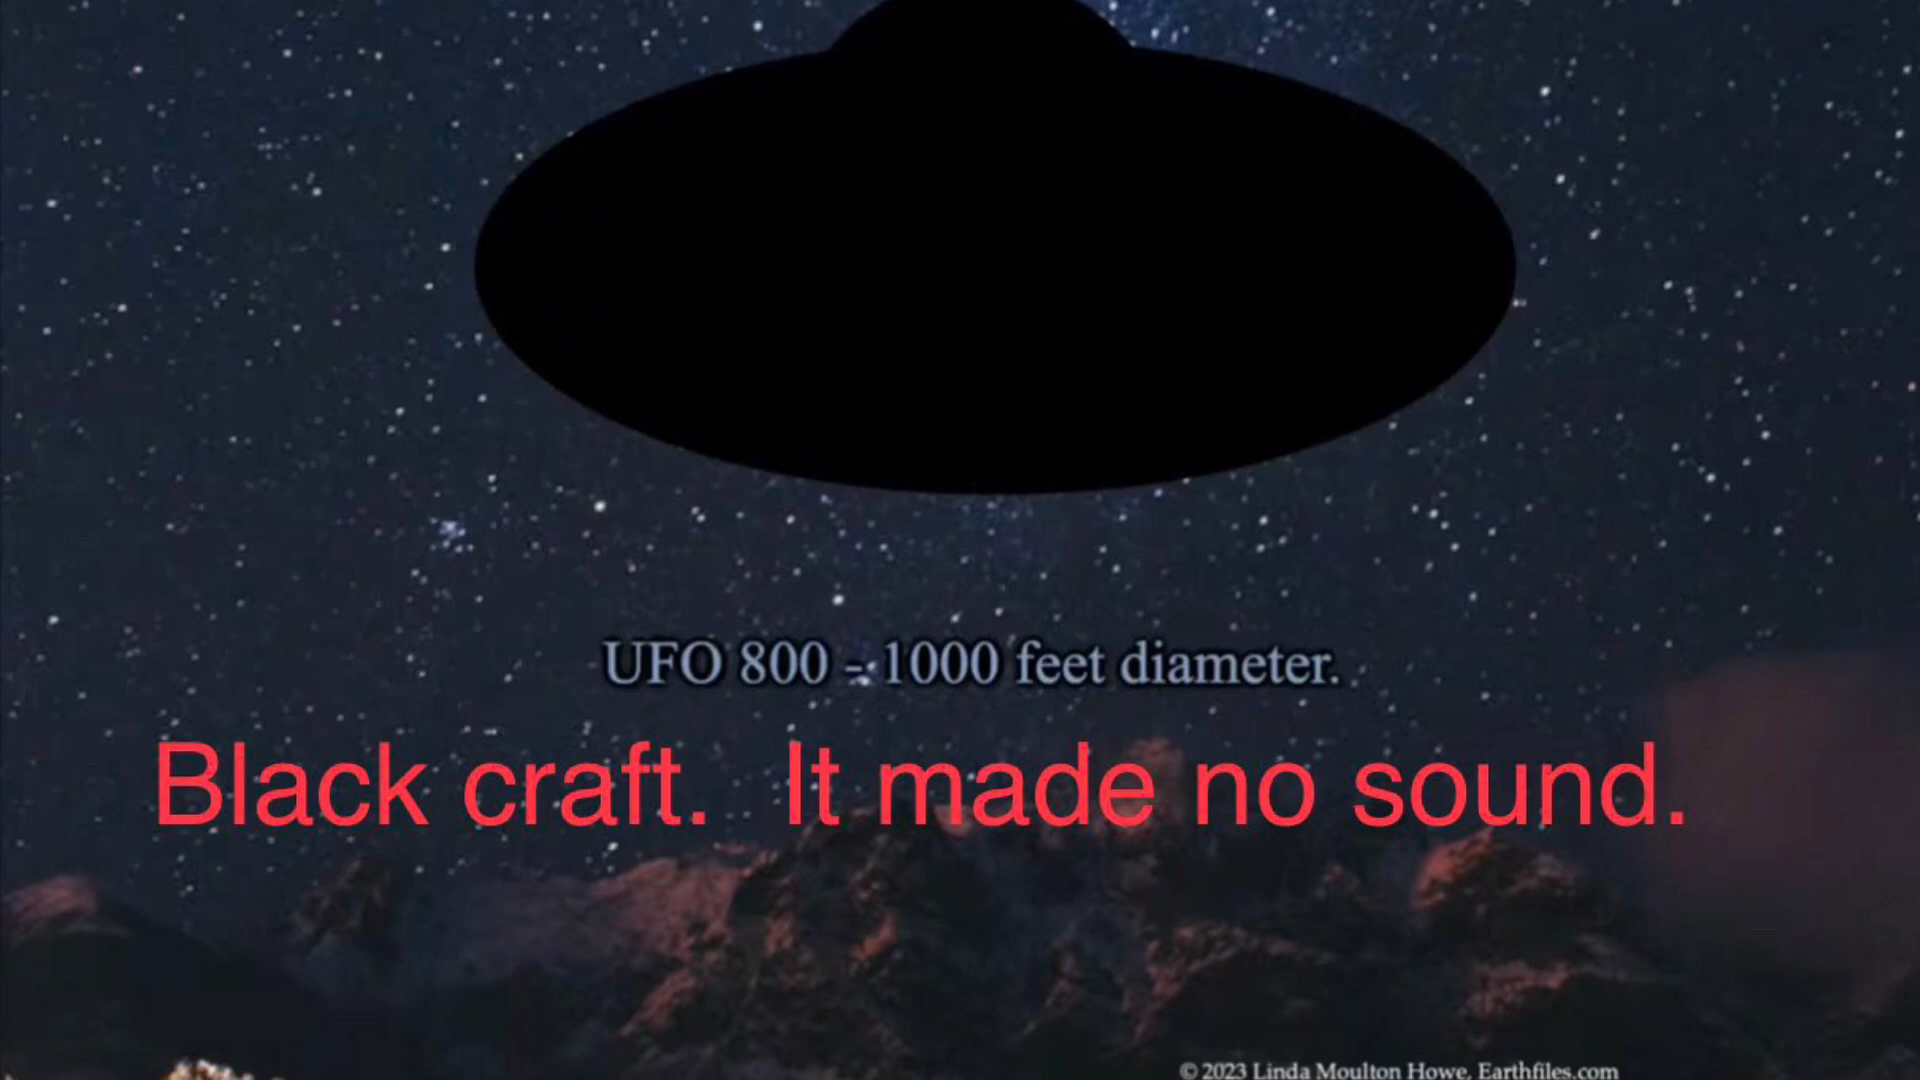 UFO 800 - 1000 feet diameter.
Black craft. It made no sound.
© 2023 Linda Moulton Howe, Earthfiles.com